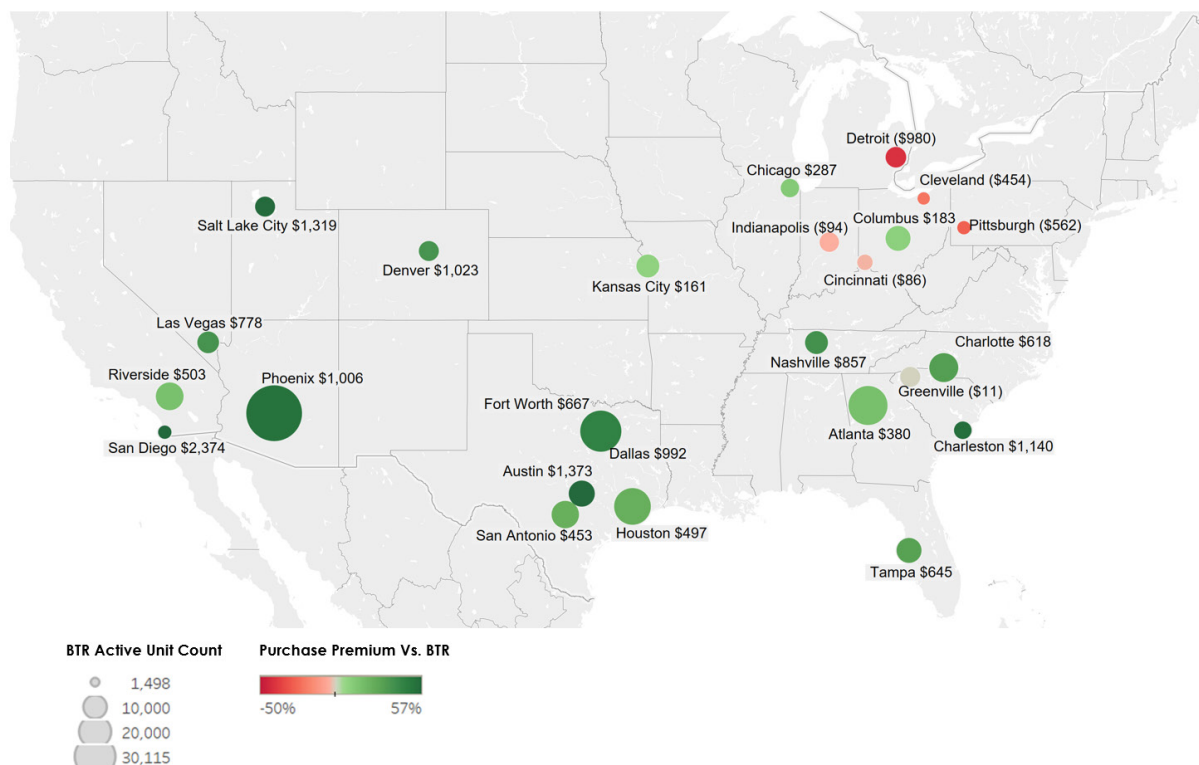 Detroit ($980)
Chicago $287
Cleveland ($454)
Salt Lake City $1,319
Indianapolis ($94)
Columbus $183
Pittsburgh ($562)
Denver $1,023
Kansas City $161
Cincinnati ($86)
Las Vegas $778
Nashville $857
Charlotte $618
Riverside $503
Phoenix $1,006
Greenville ($11)
Fort Worth $667
Atlanta $380
San Diego $2,374
Dallas $992
Charleston $1,140
Austin $1,373
San Antonio $453
Houston $497
Tampa $645
BTR Active Unit Count
1,498
10,000
20,000
30,115
Purchase Premium Vs. BTR
-50%
57%